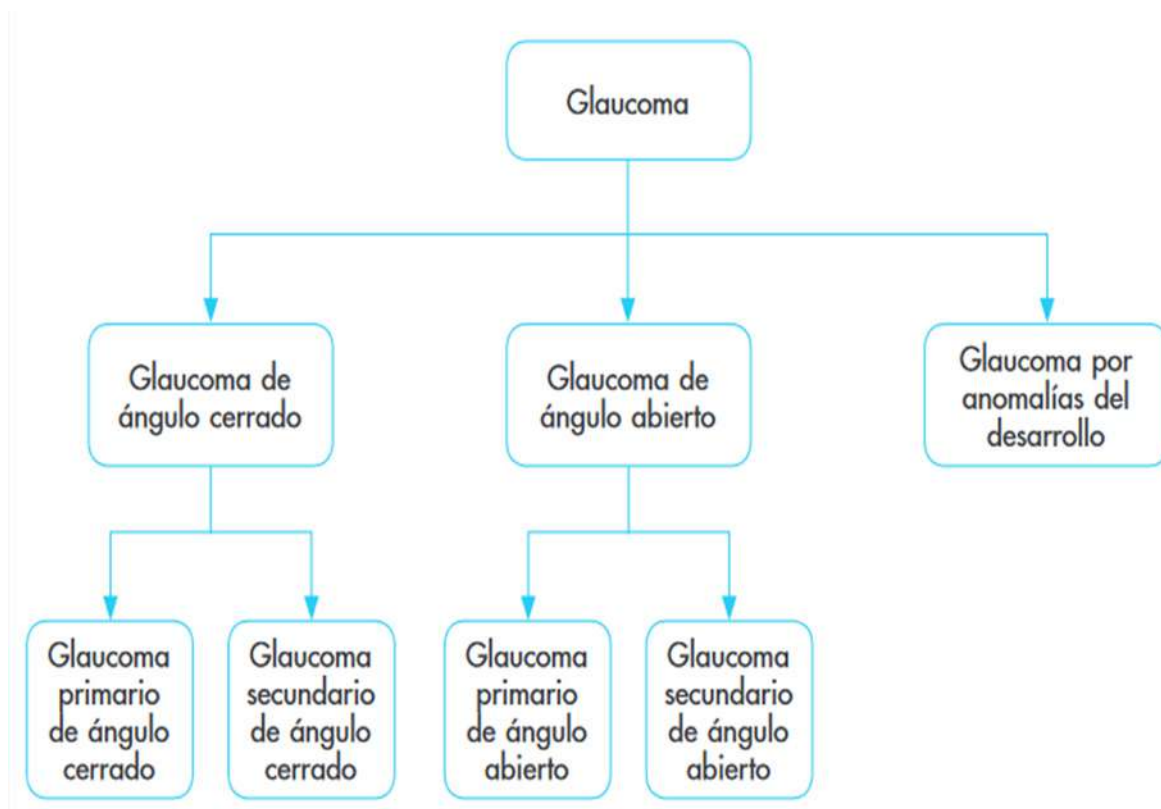 Glaucoma
Glaucoma de
ángulo cerrado
Glaucoma de
ángulo abierto
Glaucoma por
anomalías del
desarrollo
Glaucoma
primario
de ángulo
cerrado
Glaucoma
secundario
de ángulo
cerrado
Glaucoma
primario
de ángulo
abierto
Glaucoma
secundario
de ángulo
abierto